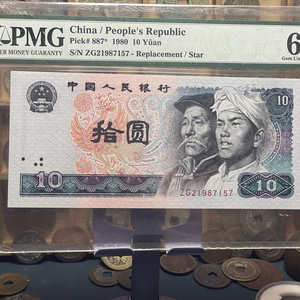 PMG
China / People's Republic
Pick# 887* 1980 10 Yüan
S/N ZG21987157 - Replacement / Star
PAPER MONEY GUARANTY
6
Gem Un
中国人民银行
10
拾圆
10
ZG21987157
10